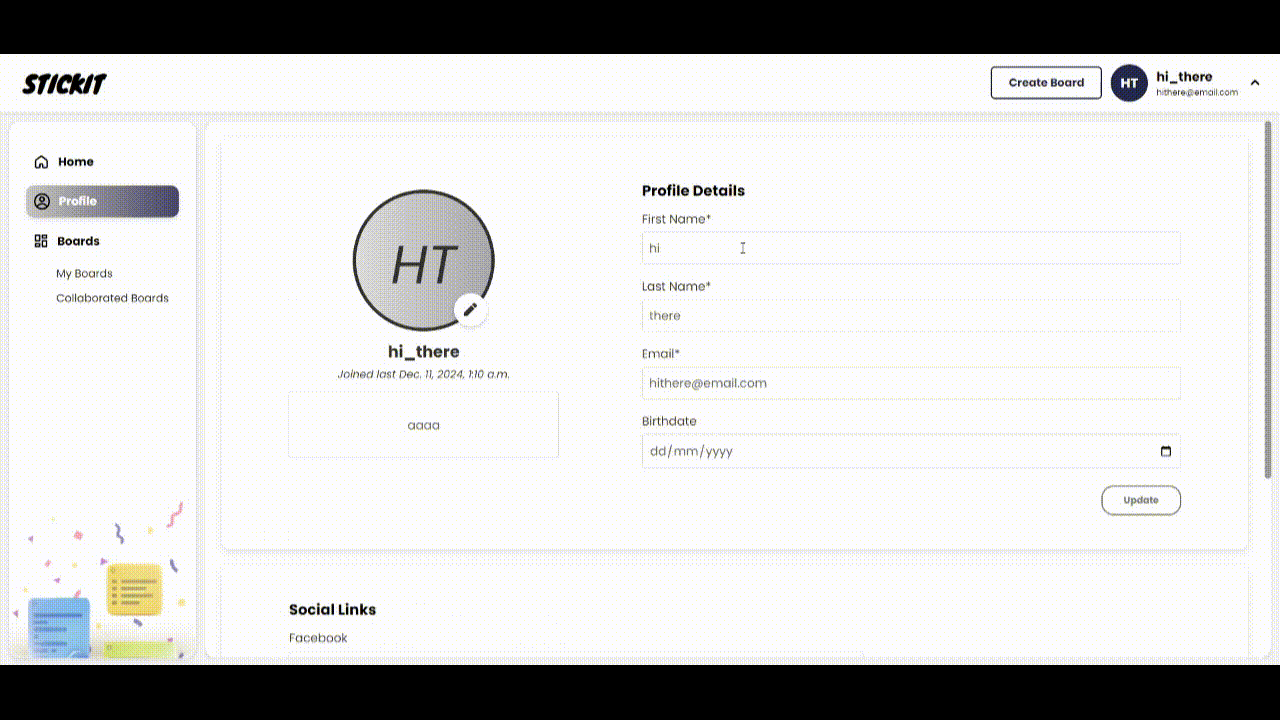 STICKIT
Create Board
HT
hi_there
hithere@email.com
Home
Profile
Boards
My Boards
Collaborated Boards
HT
hi_there
Joined last Dec. 11, 2024, 1:10 a.m.
aaaa
Profile Details
First Name*
hi
Last Name*
there
Email*
hithere@email.com
Birthdate
dd/mm/yyyy
Update
Social Links
Facebook